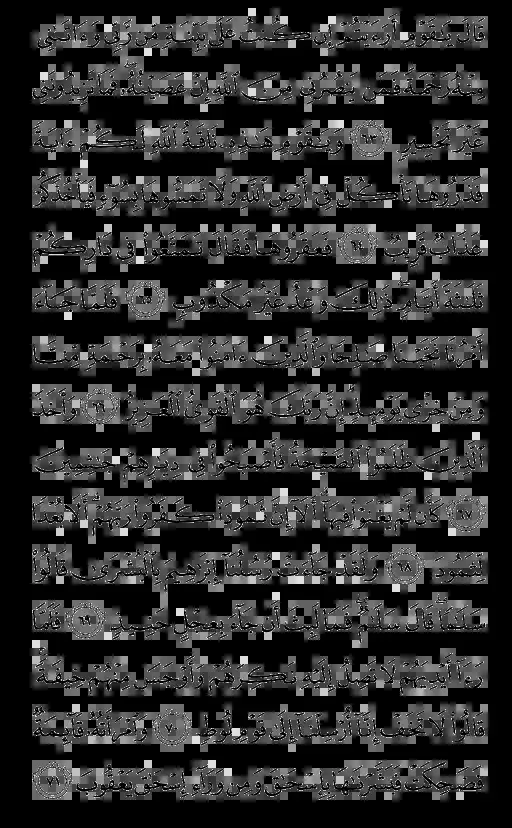 قَالَ يَٰقَوْمِ أَرَءَيْتُمْ إِن كُنتُ عَلَىٰ بَيِّنَةٍ مِّن رَّبِّي وَءَاتَىٰنِي
مِنْهُ رَحْمَةً فَمَن يَنصُرُنِي مِنَ ٱللَّهِ إِنْ عَصَيْتُهُۥ فَمَا تَزِيدُونَنِي
غَيْرَ تَخْسِيرٍ ٦٣ وَيَٰقَوْمِ هَٰذِهِۦ نَاقَةُ ٱللَّهِ لَكُمْ ءَايَةً
فَذَرُوهَا تَأْكُلْ فِيٓ أَرْضِ ٱللَّهِ وَلَا تَمَسُّوهَا بِسُوٓءٍ فَيَأْخُذَكُمْ
عَذَابٌ قَرِيبٌ ٦٤ فَعَقَرُوهَا فَقَالَ تَمَتَّعُوا۟ فِي دَارِكُمْ
ثَلَٰثَةَ أَيَّامٍ ذَٰلِكَ وَعْدٌ غَيْرُ مَكْذُوبٍ ٦٥ فَلَمَّا جَآءَ
أَمْرُنَا نَجَّيْنَا صَٰلِحًا وَٱلَّذِينَ ءَامَنُوا۟ مَعَهُۥ بِرَحْمَةٍ مِّنَّا
وَمِنْ خِزْيِ يَوْمِئِذٍ إِنَّ رَبَّكَ هُوَ ٱلْقَوِيُّ ٱلْعَزِيزُ ٦٦ وَأَخَذَ
ٱلَّذِينَ ظَلَمُوا۟ ٱلصَّيْحَةُ فَأَصْبَحُوا۟ فِي دِيَٰرِهِمْ جَٰثِمِينَ
٦٧ كَأَن لَّمْ يَغْنَوْا۟ فِيهَآ أَلَآ إِنَّ ثَمُودَا۟ كَفَرُوا۟ رَبَّهُمْ أَلَا بُعْدًا
لِّثَمُودَ ٦٨ وَلَقَدْ جَآءَتْ رُسُلُنَآ إِبْرَٰهِيمَ بِٱلْبُشْرَىٰ قَالُوا۟
سَلَٰمًا قَالَ سَلَٰمٌ فَمَا لَبِثَ أَن جَآءَ بِعِجْلٍ حَنِيذٍ ٦٩ فَلَمَّا
رَءَآ أَيْدِيَهُمْ لَا تَصِلُ إِلَيْهِ نَكِرَهُمْ وَأَوْجَسَ مِنْهُمْ خِيفَةً
قَالُوا۟ لَا تَخَفْ إِنَّآ أُرْسِلْنَآ إِلَىٰ قَوْمِ لُوطٍ ٧٠ وَٱمْرَأَتُهُۥ قَآئِمَةٌ
فَضَحِكَتْ فَبَشَّرْنَٰهَا بِإِسْحَٰقَ وَمِن وَرَآءِ إِسْحَٰقَ يَعْقُوبَ ٧١